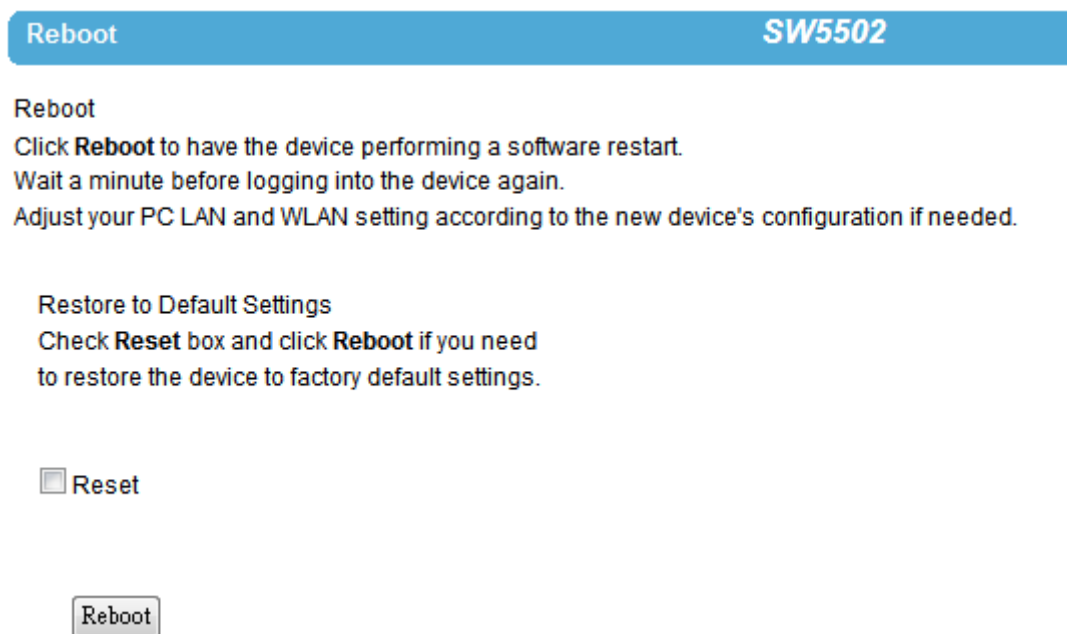 Reboot SW5502
Reboot
Click Reboot to have the device performing a software restart.
Wait a minute before logging into the device again.
Adjust your PC LAN and WLAN setting according to the new device's configuration if needed.
Restore to Default Settings
Check Reset box and click Reboot if you need
to restore the device to factory default settings.
Reset
Reboot